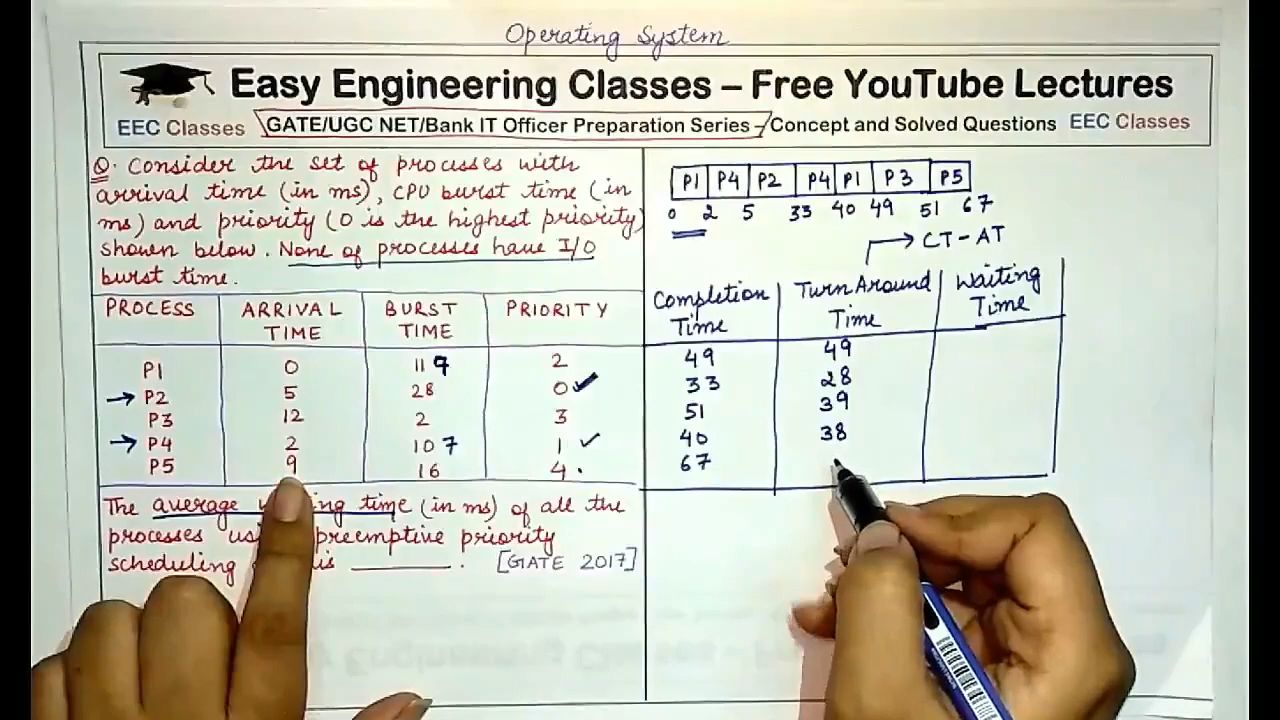 Operating System
Easy Engineering Classes – Free YouTube Lectures
EEC Classes GATE/UGC NET/Bank IT Officer Preparation Series – Concept and Solved Questions EEC Classes
Q. Consider the set of processes with
arrival time (in ms), CPU burst time (in
ms) and priority (0 is the highest priority)
shown below. None of processes have I/O
burst time.
PROCESS ARRIVAL TIME BURST TIME PRIORITY
P1 0 11 9 2
P2 5 28 0
P3 12 2 3
P4 2 10 7 1
P5 9 16 4
The average time (in ms) of all the
processes preemptive priority
scheduling is ______. [GATE 2017]
P1 P4 P2 P4 P1 P3 P5
0 2 5 33 40 49 51 67
CT-AT
Completion Time Turn Around Time Waiting Time
49 49
33 28
51 39
40 38
67